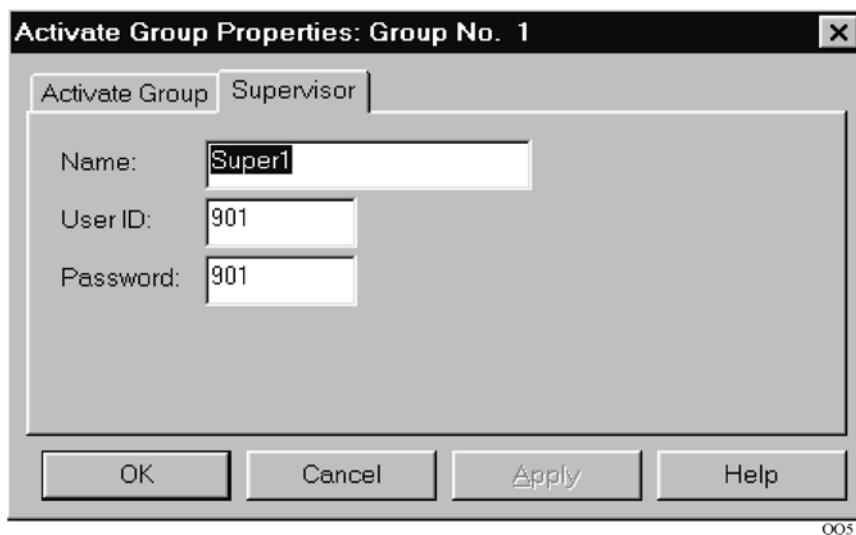 Activate Group Properties: Group No. 1
Activate Group Supervisor
Name: Super1
User ID: 901
Password: 901
OK Cancel Apply Help
OO5